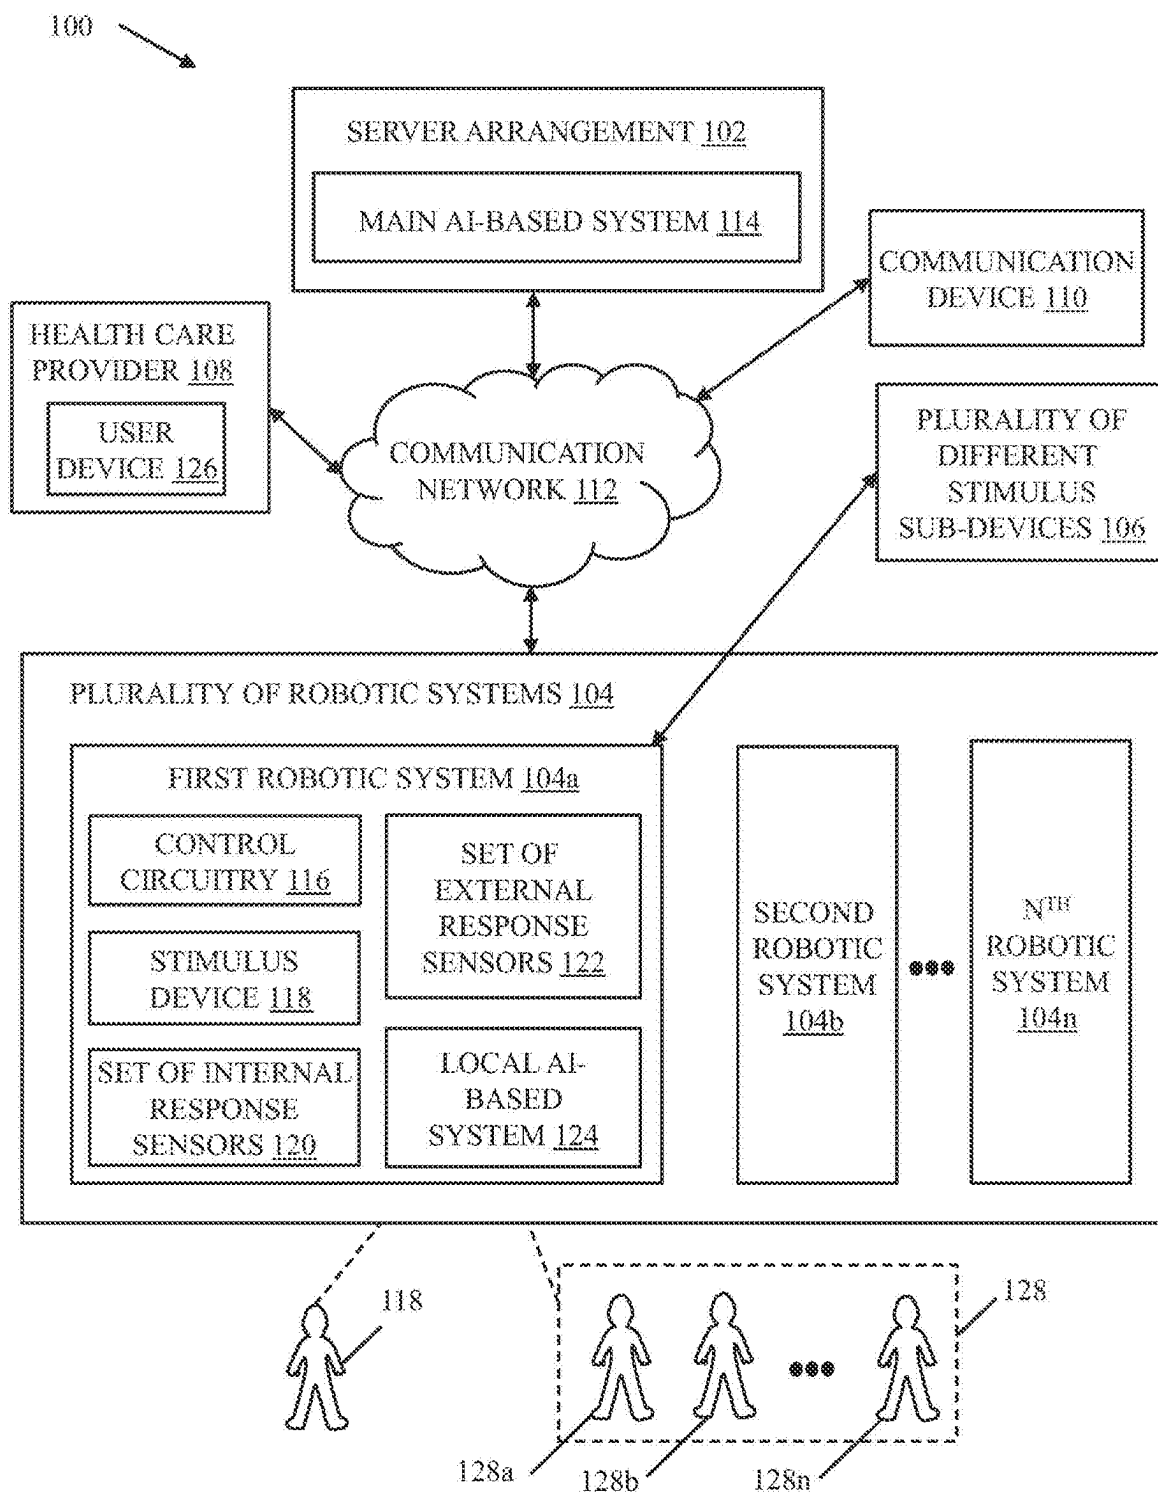 100
SERVER ARRANGEMENT 102
MAIN AI-BASED SYSTEM 114
COMMUNICATION
DEVICE 110
HEALTH CARE
PROVIDER 108
USER
DEVICE 126
COMMUNICATION
NETWORK 112
PLURALITY OF
DIFFERENT
STIMULUS
SUB-DEVICES 106
PLURALITY OF ROBOTIC SYSTEMS 104
FIRST ROBOTIC SYSTEM 104a
CONTROL
CIRCUITRY 116
STIMULUS
DEVICE 118
SET OF INTERNAL
RESPONSE
SENSORS 120
SET OF
EXTERNAL
RESPONSE
SENSORS 122
LOCAL AI-
BASED
SYSTEM 124
SECOND
ROBOTIC
SYSTEM
104b
NTH
ROBOTIC
SYSTEM
104n
118
128
128a
128b
128n